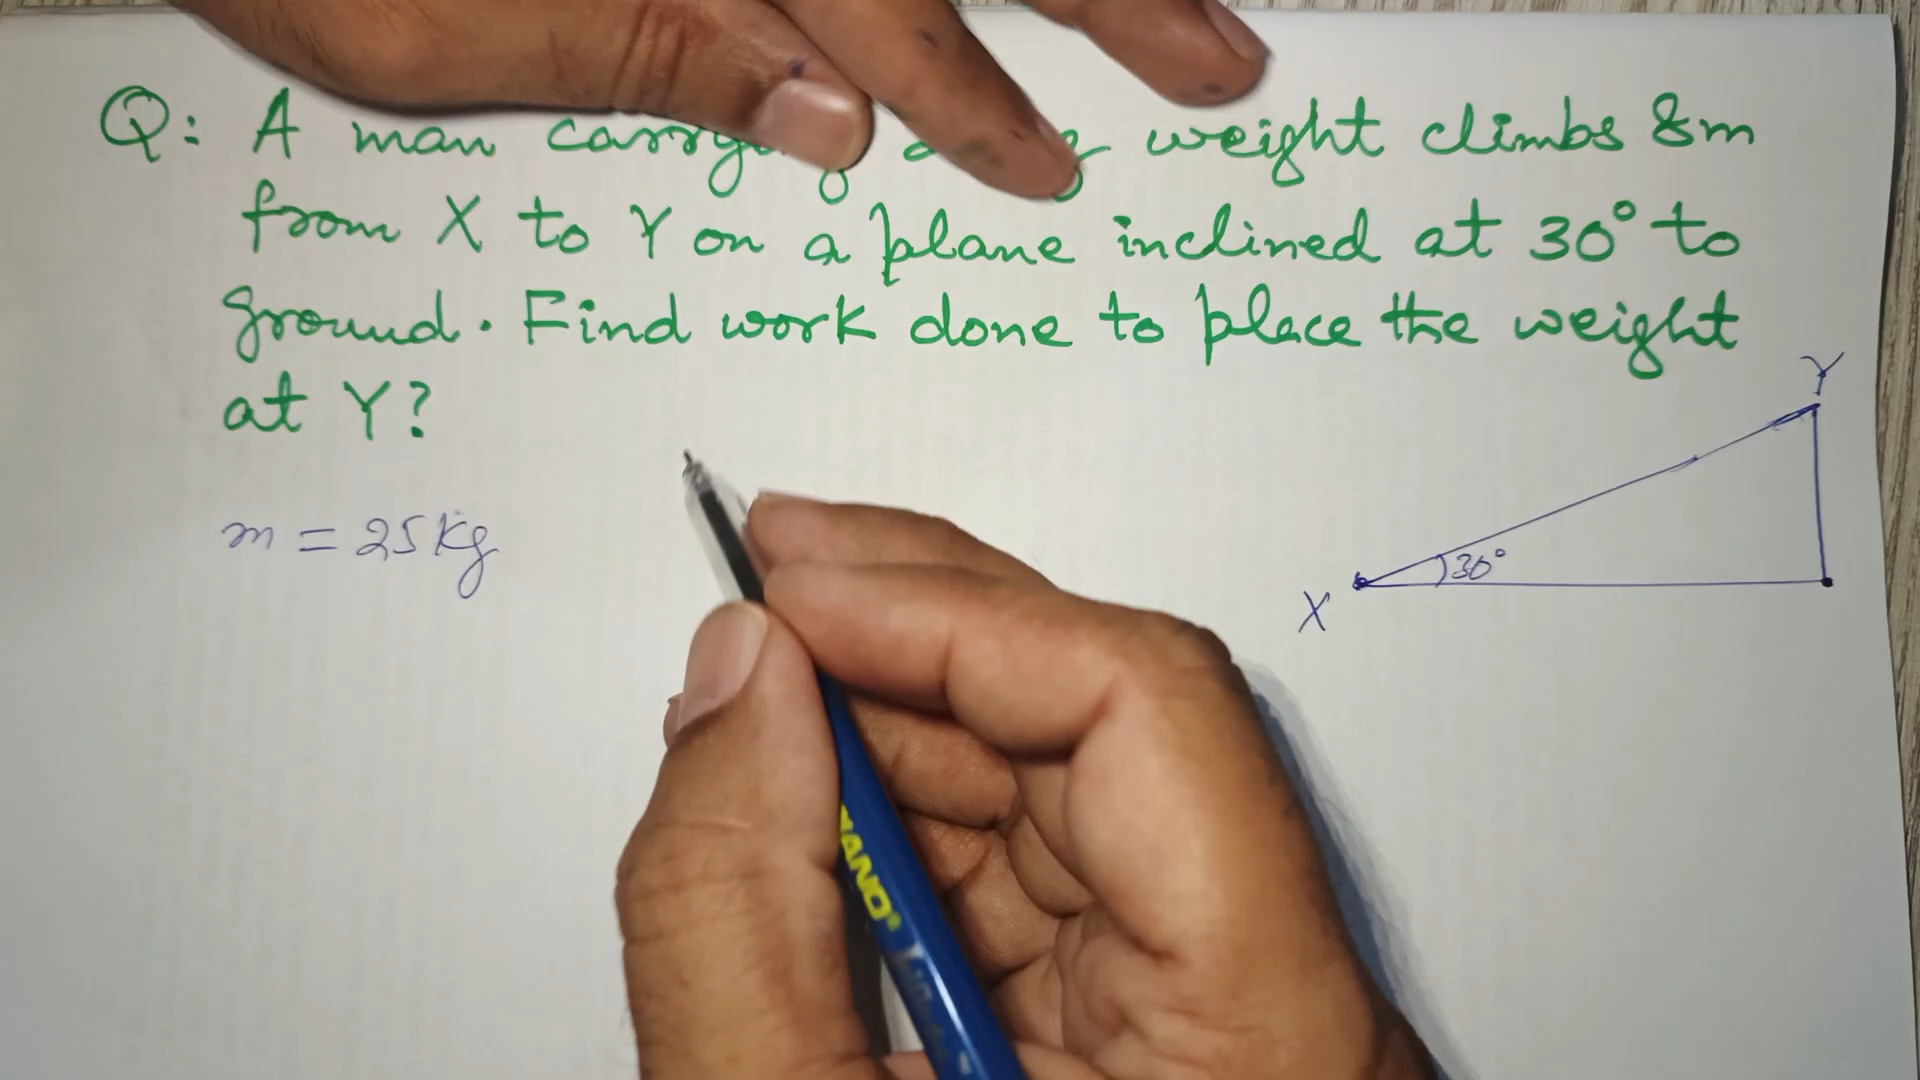 Q: A man weight climbs 8m
from X to Y on a plane inclined at 30° to
ground. Find work done to place the weight
at Y?
m = 25 kg
Y
30°
X